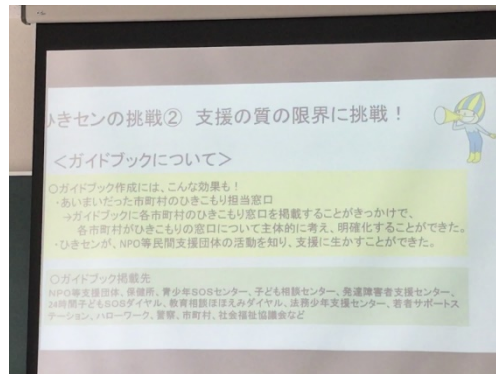 ひきセンの挑戦② 支援の質の限界に挑戦！
＜ガイドブックについて＞
○ガイドブック作成には、こんな効果も！
・あいまいだった市町村のひきこもり担当窓口
→ガイドブックに各市町村のひきこもり窓口を掲載することがきっかけで、
各市町村がひきこもりの窓口について主体的に考え、明確化することができた。
・ひきセンが、NPO等民間支援団体の活動を知り、支援に生かすことができた。
○ガイドブック掲載先
NPO等支援団体、保健所、青少年SOSセンター、子ども相談センター、発達障害者支援センター、
24時間子どもSOSダイヤル、教育相談ほほえみダイヤル、法務少年支援センター、若者サポートス
テーション、ハローワーク、警察、市町村、社会福祉協議会など